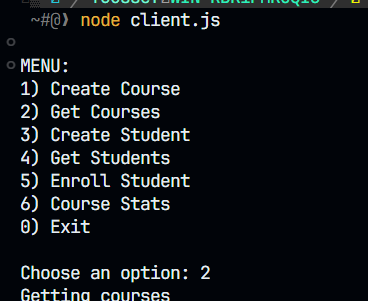 ~#@❯ node client.js
MENU:
1) Create Course
2) Get Courses
3) Create Student
4) Get Students
5) Enroll Student
6) Course Stats
0) Exit
Choose an option: 2
Getting courses